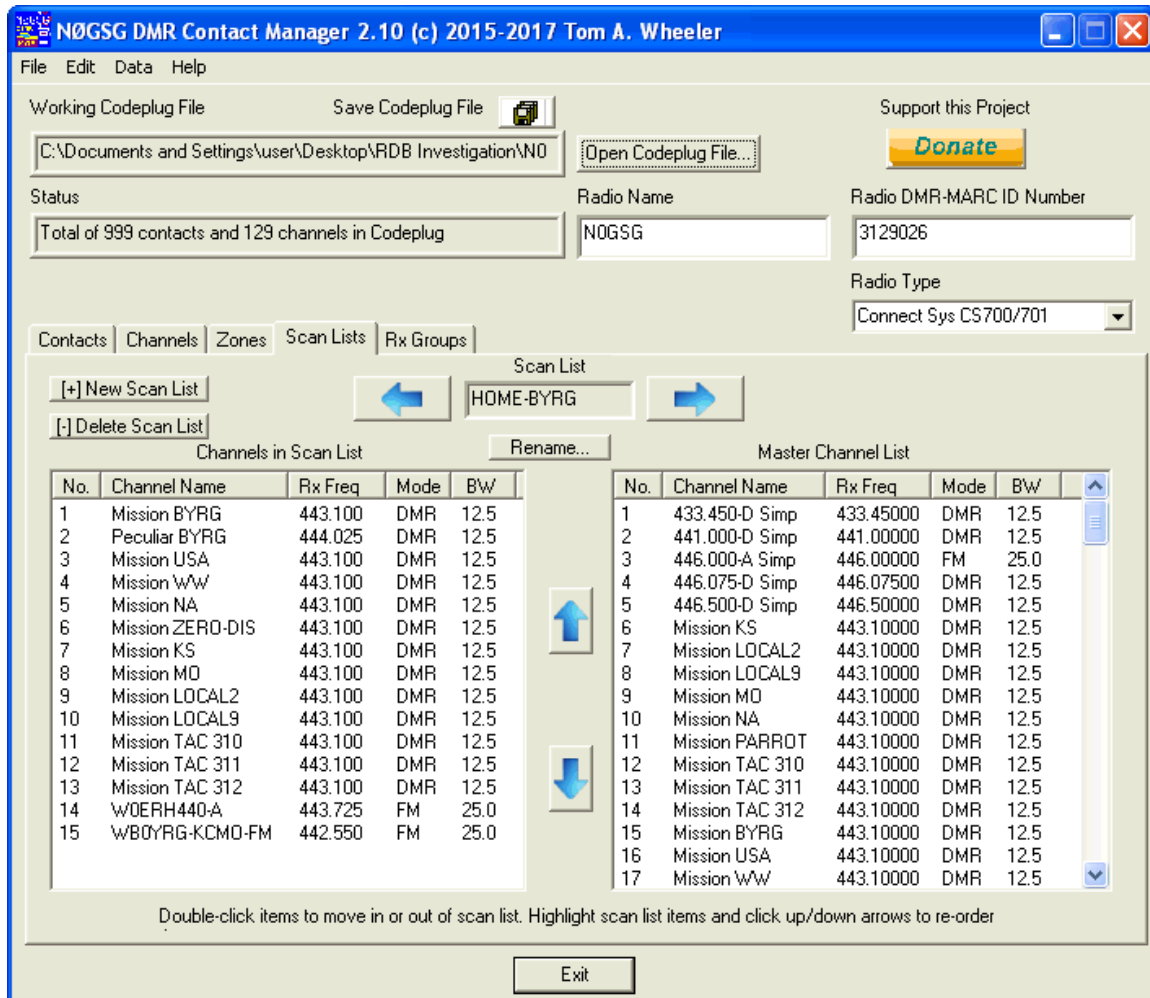 NØGSG DMR Contact Manager 2.10 (c) 2015-2017 Tom A. Wheeler
File Edit Data Help
Working Codeplug File Save Codeplug File Support this Project
C:\Documents and Settings\user\Desktop\RDB Investigation\N0 Open Codeplug File... Donate
Status Radio Name Radio DMR-MARC ID Number
Total of 999 contacts and 129 channels in Codeplug N0GSG 3129026
Radio Type
Connect Sys CS700/701
Contacts Channels Zones Scan Lists Rx Groups
Scan List
[+] New Scan List HOME-BYRG
[-] Delete Scan List
Rename...
Channels in Scan List Master Channel List
No. Channel Name Rx Freq Mode BW No. Channel Name Rx Freq Mode BW
1 Mission BYRG 443.100 DMR 12.5 1 433.450-D Simp 433.45000 DMR 12.5
2 Peculiar BYRG 444.025 DMR 12.5 2 441.000-D Simp 441.00000 DMR 12.5
3 Mission USA 443.100 DMR 12.5 3 446.000-A Simp 446.00000 FM 25.0
4 Mission WW 443.100 DMR 12.5 4 446.075-D Simp 446.07500 DMR 12.5
5 Mission NA 443.100 DMR 12.5 5 446.500-D Simp 446.50000 DMR 12.5
6 Mission ZERO-DIS 443.100 DMR 12.5 6 Mission KS 443.10000 DMR 12.5
7 Mission KS 443.100 DMR 12.5 7 Mission LOCAL2 443.10000 DMR 12.5
8 Mission MO 443.100 DMR 12.5 8 Mission LOCAL9 443.10000 DMR 12.5
9 Mission LOCAL2 443.100 DMR 12.5 9 Mission MO 443.10000 DMR 12.5
10 Mission LOCAL9 443.100 DMR 12.5 10 Mission NA 443.10000 DMR 12.5
11 Mission TAC 310 443.100 DMR 12.5 11 Mission PARROT 443.10000 DMR 12.5
12 Mission TAC 311 443.100 DMR 12.5 12 Mission TAC 310 443.10000 DMR 12.5
13 Mission TAC 312 443.100 DMR 12.5 13 Mission TAC 311 443.10000 DMR 12.5
14 W0ERH440-A 443.725 FM 25.0 14 Mission TAC 312 443.10000 DMR 12.5
15 WB0YRG-KCMO-FM 442.550 FM 25.0 15 Mission BYRG 443.10000 DMR 12.5
16 Mission USA 443.10000 DMR 12.5
17 Mission WW 443.10000 DMR 12.5
Double-click items to move in or out of scan list. Highlight scan list items and click up/down arrows to re-order
Exit